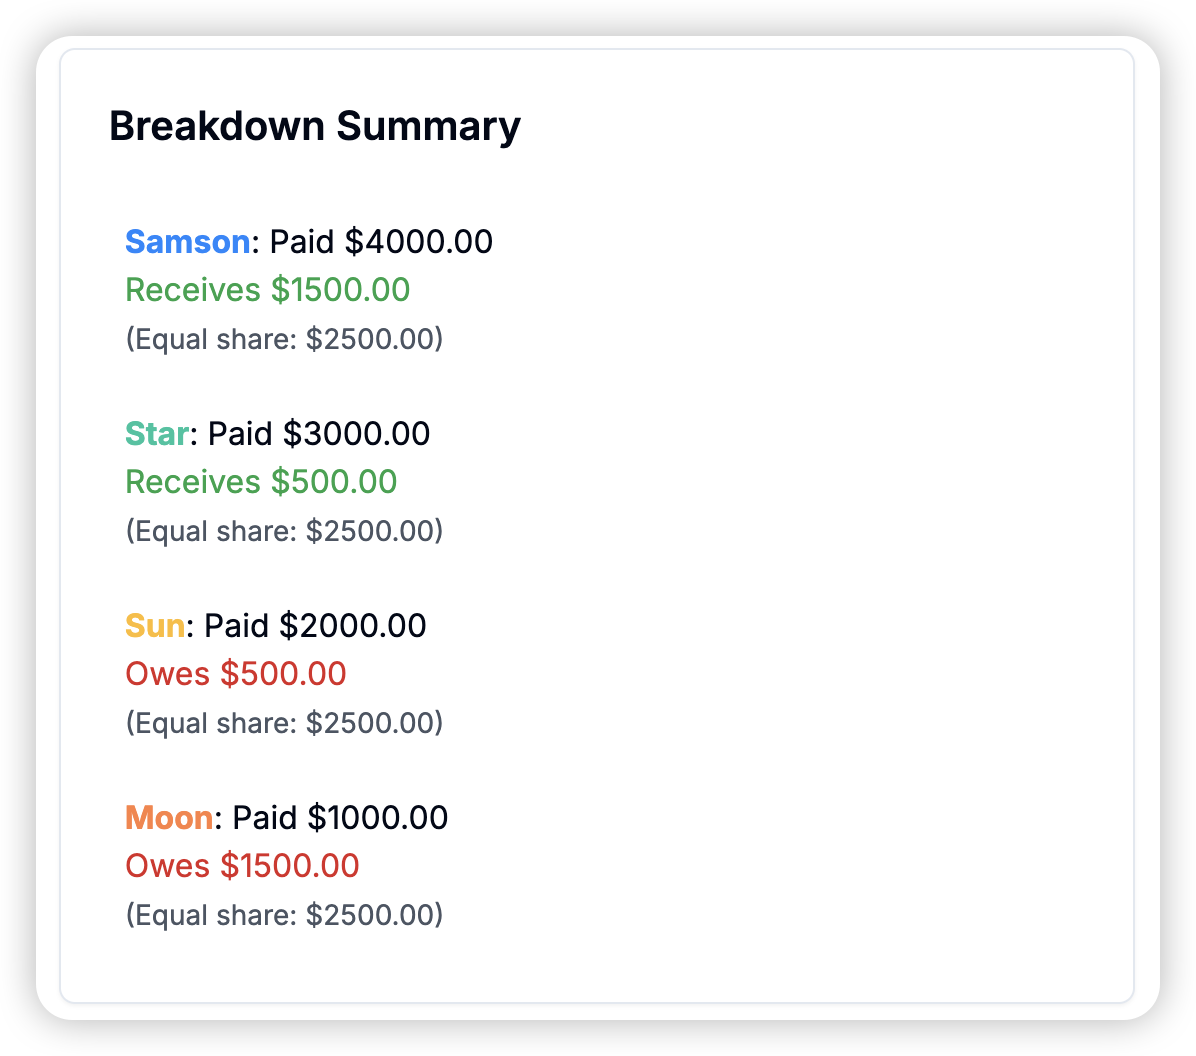 Breakdown Summary
Samson: Paid $4000.00
Receives $1500.00
(Equal share: $2500.00)
Star: Paid $3000.00
Receives $500.00
(Equal share: $2500.00)
Sun: Paid $2000.00
Owes $500.00
(Equal share: $2500.00)
Moon: Paid $1000.00
Owes $1500.00
(Equal share: $2500.00)